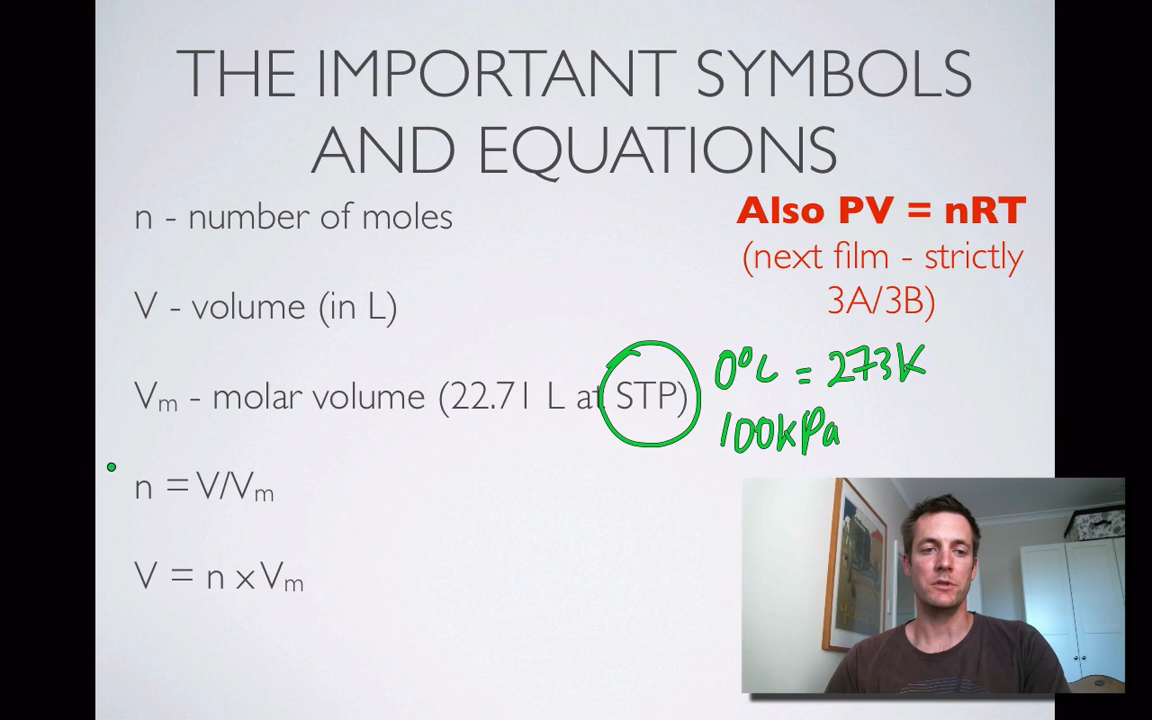 THE IMPORTANT SYMBOLS
AND EQUATIONS
n - number of moles
Also PV = nRT
(next film - strictly
3A/3B)
V - volume (in L)
Vₘ - molar volume (22.71 L at STP)
0°C = 273K
100kPa
n = V/Vₘ
V = n x Vₘ